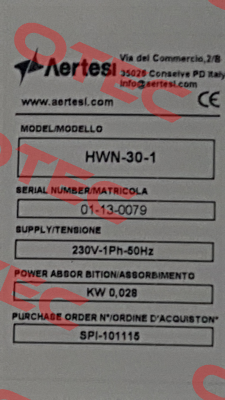 Aertesi
Via del Commercio, 2/B
35026 Conselve PD Italy
info@aertesi.com
www.aertesi.com
CE
MODEL/MODELLO
HWN-30-1
SERIAL NUMBER/MATRICOLA
01-13-0079
SUPPLY/TENSIONE
230V-1Ph-50Hz
POWER ABSOR BITION/ASSORBIMENTO
KW 0,028
PURCHASE ORDER N°/ORDINE D'ACQUISTON°
SPI-101115